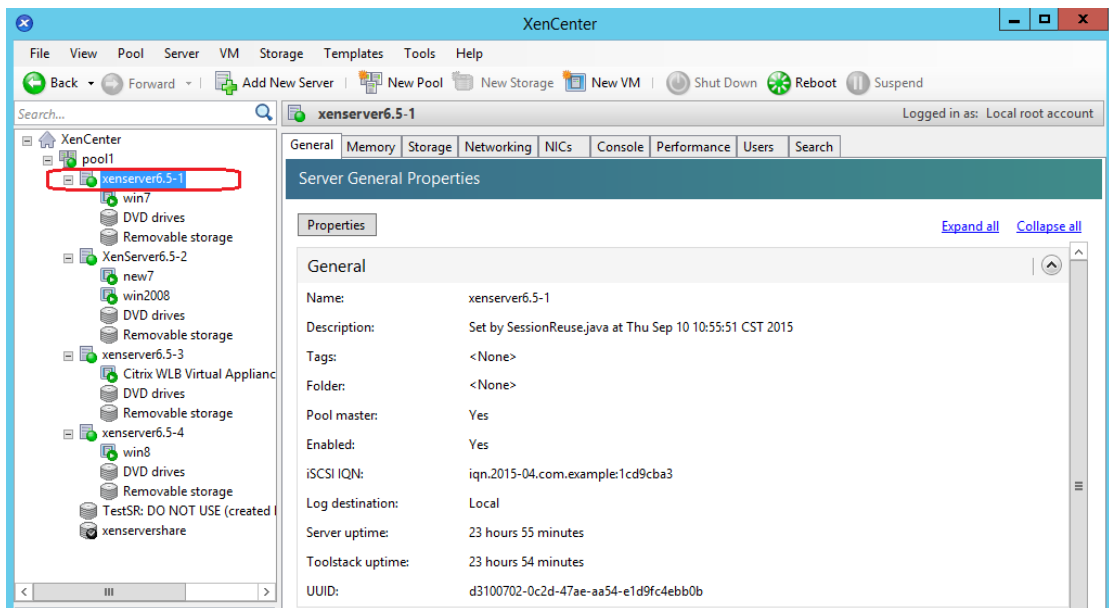 XenCenter
File View Pool Server VM Storage Templates Tools Help
Back Forward Add New Server New Pool New Storage New VM Shut Down Reboot Suspend
Search...
xenserver6.5-1 Logged in as: Local root account
XenCenter
pool1
xenserver6.5-1
win7
DVD drives
Removable storage
XenServer6.5-2
new7
win2008
DVD drives
Removable storage
xenserver6.5-3
Citrix WLB Virtual Applianc
DVD drives
Removable storage
xenserver6.5-4
win8
DVD drives
Removable storage
TestSR: DO NOT USE (created
xenservershare
General Memory Storage Networking NICs Console Performance Users Search
Server General Properties
Properties Expand all Collapse all
General
Name: xenserver6.5-1
Description: Set by SessionReuse.java at Thu Sep 10 10:55:51 CST 2015
Tags: <None>
Folder: <None>
Pool master: Yes
Enabled: Yes
iSCSI IQN: iqn.2015-04.com.example:1cd9cba3
Log destination: Local
Server uptime: 23 hours 55 minutes
Toolstack uptime: 23 hours 54 minutes
UUID: d3100702-0c2d-47ae-aa54-e1d9fc4ebb0b